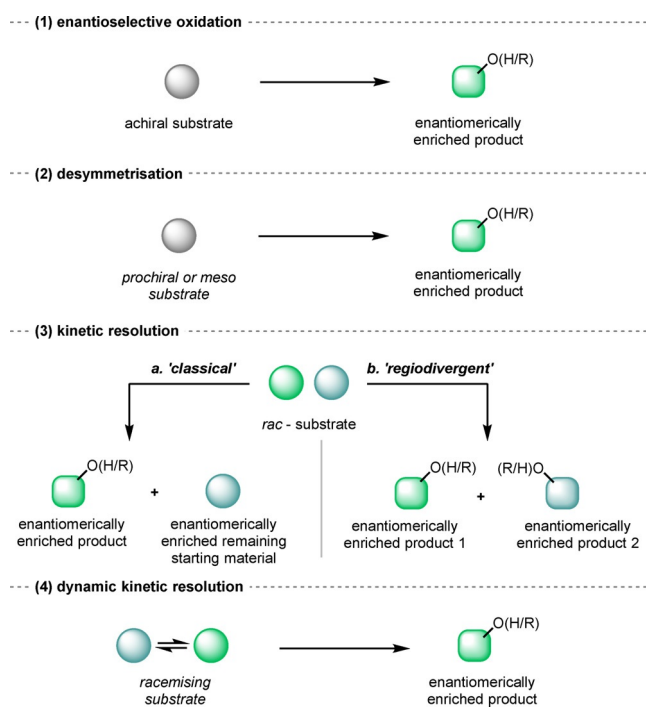 (1) enantioselective oxidation
O(H/R)
achiral substrate
enantiomerically
enriched product
(2) desymmetrisation
O(H/R)
prochiral or meso
substrate
enantiomerically
enriched product
(3) kinetic resolution
a. 'classical'
b. 'regiodivergent'
rac - substrate
O(H/R)
+
O(H/R)
+
(R/H)O
enantiomerically
enriched product
enantiomerically
enriched remaining
starting material
enantiomerically
enriched product 1
enantiomerically
enriched product 2
(4) dynamic kinetic resolution
O(H/R)
racemising
substrate
enantiomerically
enriched product